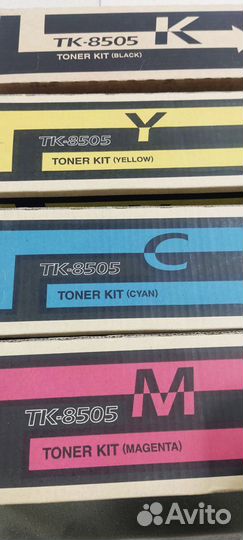 TK-8505 K
TONER KIT (BLACK)
Y
TK-8505
TONER KIT (YELLOW)
C
TK-8505
TONER KIT (CYAN)
M
TK-8505
TONER KIT (MAGENTA)
Avito